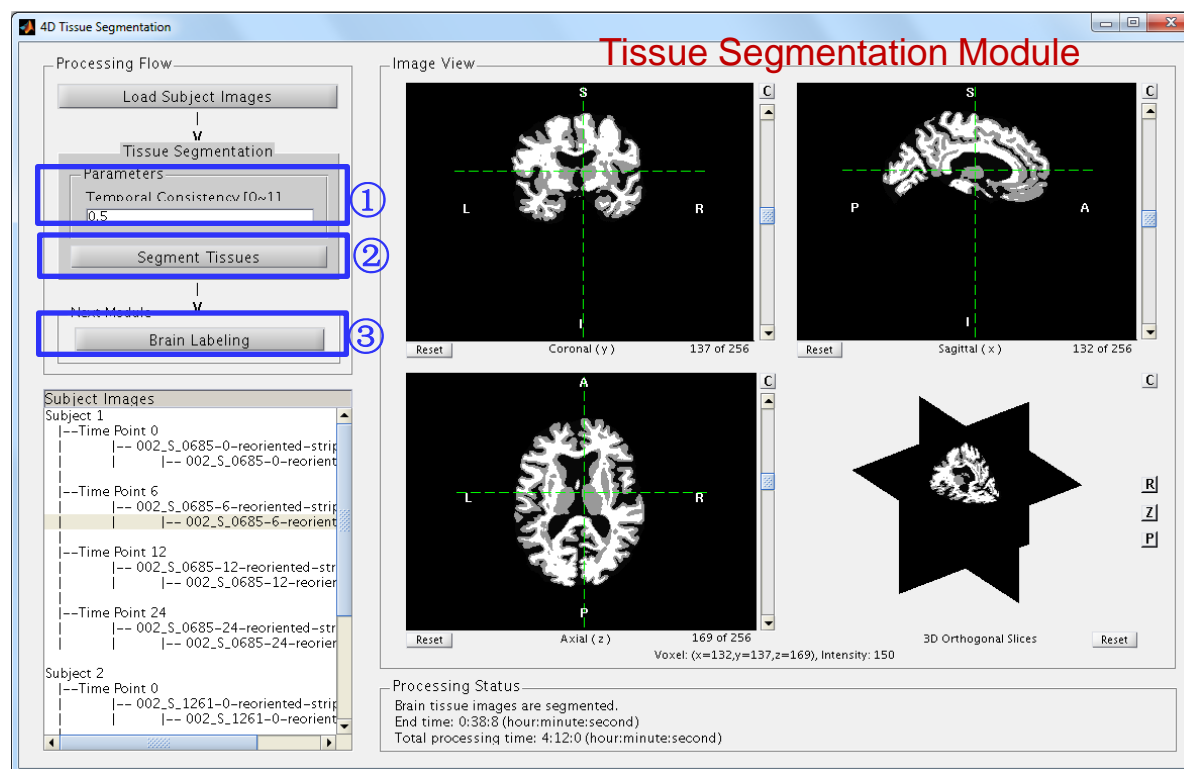 4D Tissue Segmentation
Tissue Segmentation Module
Processing Flow
Load Subject Images
Tissue Segmentation
Parameters
Temporal Consistency [0~
0.5
①
Segment Tissues
②
Next Module
Brain Labeling
③
Subject Images
Subject 1
|--Time Point 0
| |-- 002_S_0685-0-reoriented-strip
| | |-- 002_S_0685-0-reorient
|
|--Time Point 6
| |-- 002_S_0685-6-reoriented-strip
| | |-- 002_S_0685-6-reorient
|
|--Time Point 12
| |-- 002_S_0685-12-reoriented-str
| | |-- 002_S_0685-12-reorier
|
|--Time Point 24
| |-- 002_S_0685-24-reoriented-str
| | |-- 002_S_0685-24-reorier
Subject 2
|--Time Point 0
| |-- 002_S_1261-0-reoriented-strip
| | |-- 002_S_1261-0-reorient
Image View
S
C
L
R
I
Reset
Coronal ( y )
137 of 256
S
C
P
A
I
Reset
Sagittal ( x )
132 of 256
A
C
L
R
P
Reset
Axial ( z )
169 of 256
C
R
Z
P
3D Orthogonal Slices
Reset
Voxel: (x=132,y=137,z=169), Intensity: 150
Processing Status
Brain tissue images are segmented.
End time: 0:38:8 (hour:minute:second)
Total processing time: 4:12:0 (hour:minute:second)